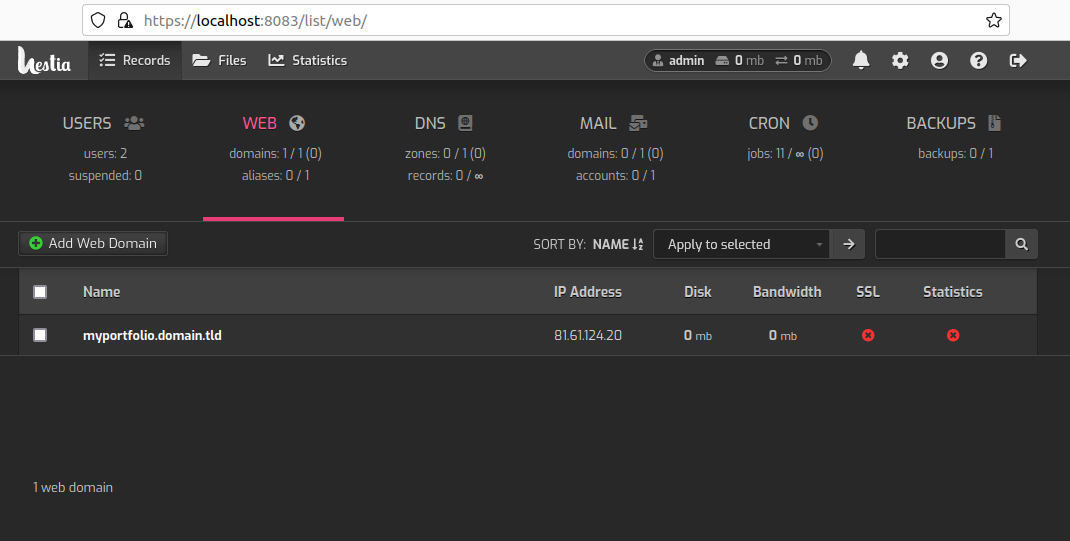 https://localhost:8083/list/web/
Hestia Records Files Statistics admin 0 mb 0 mb
USERS WEB DNS MAIL CRON BACKUPS
users: 2 domains: 1 / 1 (0) zones: 0 / 1 (0) domains: 0 / 1 (0) jobs: 11 / ∞ (0) backups: 0 / 1
suspended: 0 aliases: 0 / 1 records: 0 / ∞ accounts: 0 / 1
Add Web Domain SORT BY: NAME Apply to selected
Name IP Address Disk Bandwidth SSL Statistics
myportfolio.domain.tld 81.61.124.20 0 mb 0 mb
1 web domain